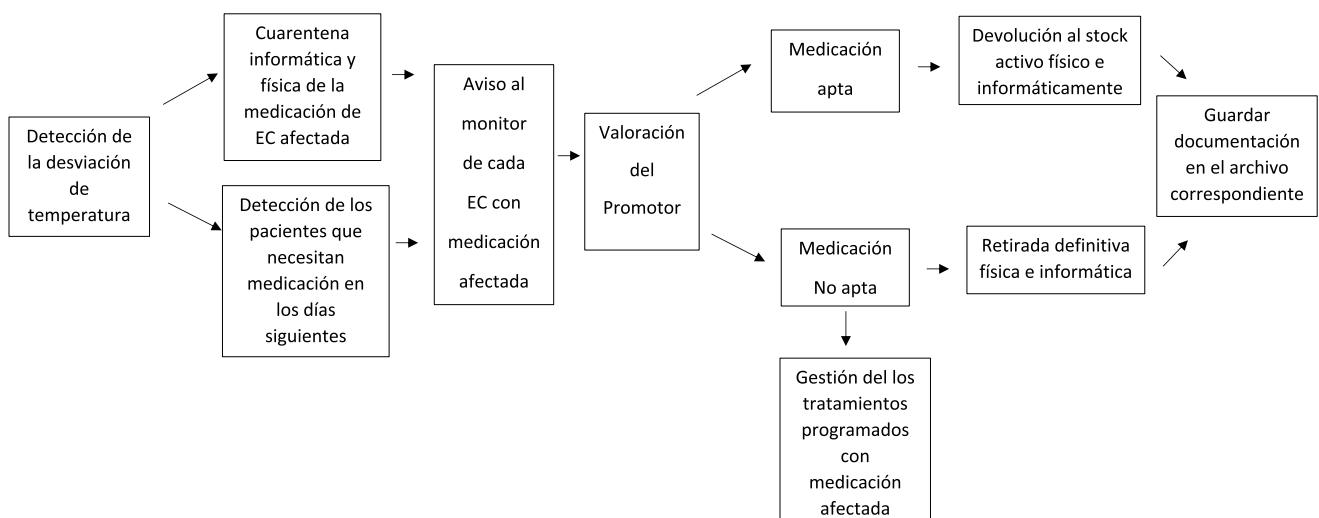 Detección de
la desviación
de
temperatura
Cuarentena
informática y
física de la
medicación de
EC afectada
Detección de los
pacientes que
necesitan
medicación en
los días
siguientes
Aviso al
monitor
de cada
EC con
medicación
afectada
Valoración
del
Promotor
Medicación
apta
Devolución al stock
activo físico e
informáticamente
Medicación
No apta
Retirada definitiva
física e informática
Guardar
documentación
en el archivo
correspondiente
Gestión del los
tratamientos
programados
con
medicación
afectada